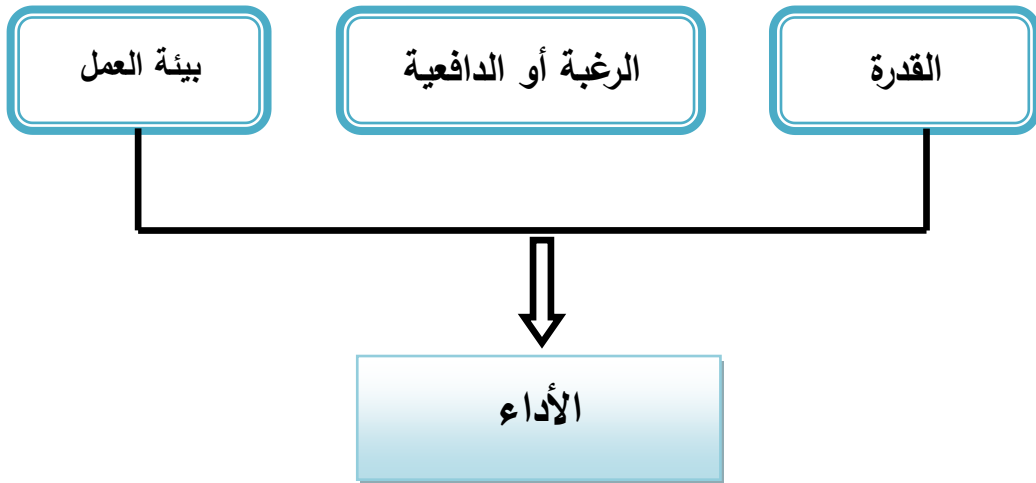 القدرة
الرغبة أو الدافعية
بيئة العمل
الأداء